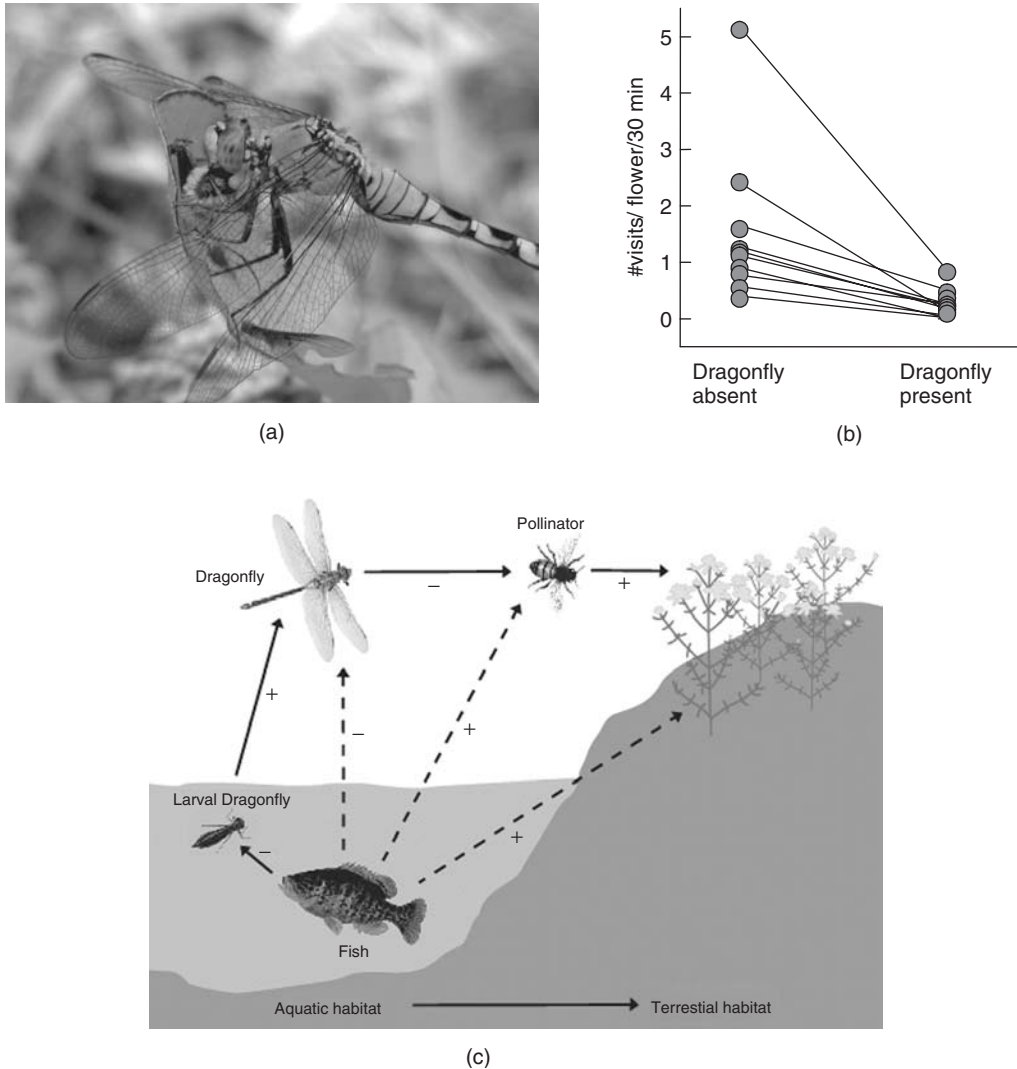 (a)
#visits/ flower/30 min
5
4
3
2
1
0
Dragonfly
absent
Dragonfly
present
(b)
Pollinator
Dragonfly
–
+
+
–
+
Larval Dragonfly
–
+
Fish
Aquatic habitat
Terrestial habitat
(c)